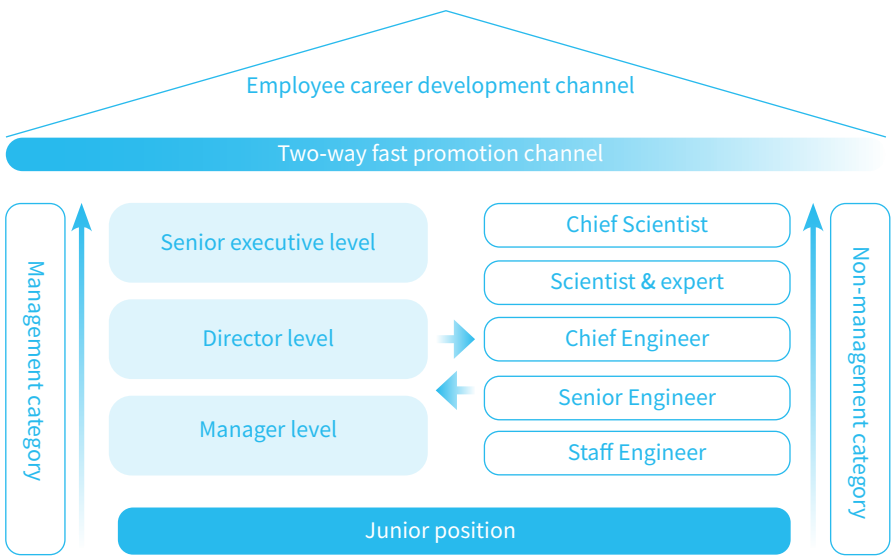 Employee career development channel
Two-way fast promotion channel
Management category
Senior executive level
Director level
Manager level
Chief Scientist
Scientist & expert
Chief Engineer
Senior Engineer
Staff Engineer
Non-management category
Junior position